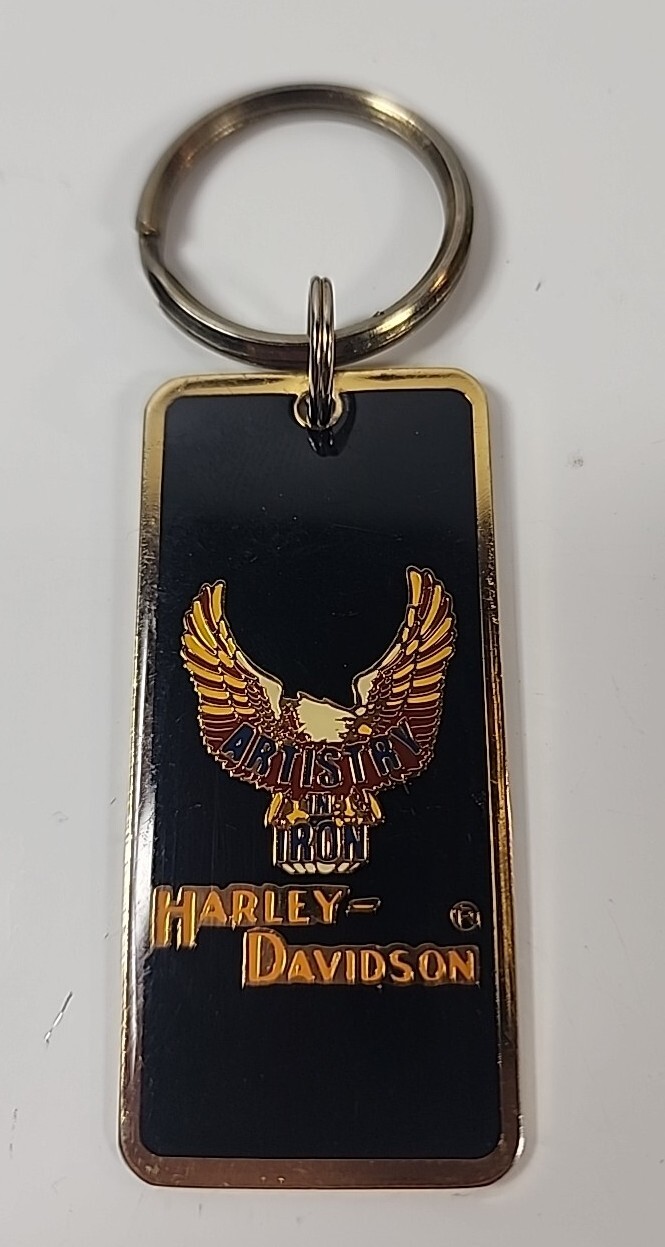 ARTISTRY
IN
IRON
HARLEY- ®
DAVIDSON